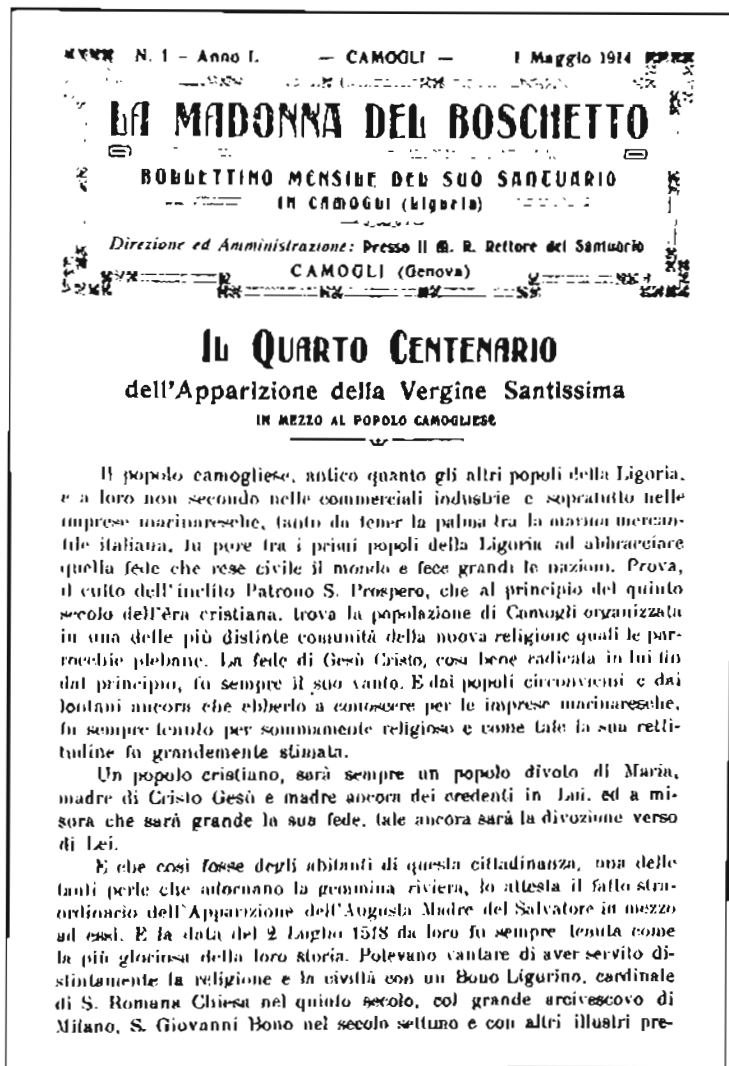 N. 1 - Anno I. — CAMOGLI — 1 Maggio 1914
LA MADONNA DEL BOSCHETTO
BOLLETTINO MENSILE DEL SUO SANTUARIO
IN CAMOGLI (Liguria)
Direzione ed Amministrazione: Presso il M. R. Rettore del Santuario
CAMOGLI (Genova)
IL QUARTO CENTENARIO
dell'Apparizione della Vergine Santissima
IN MEZZO AL POPOLO CAMOGLIESE
Il popolo camogliese, antico quanto gli altri popoli della Liguria,
e a loro non secondo nelle commerciali industrie e sopratutto nelle
imprese marinaresche, tanto da tener la palma tra la marina mercan-
tile italiana, fu pure tra i primi popoli della Liguria ad abbracciare
quella fede che rese civile il mondo e fece grandi le nazioni. Prova,
il culto dell'inclito Patrono S. Prospero, che al principio del quinto
secolo dell'êra cristiana, trova la popolazione di Camogli organizzata
in una delle più distinte comunità della nuova religione quali le par-
rocchie plebane. La fede di Gesù Cristo, così bene radicata in lui fin
dal principio, fu sempre il suo vanto. E dai popoli circonvicini e dai
lontani ancora che ebberlo a conoscere per le imprese marinaresche,
fu sempre tenuto per sommamente religioso e come tale la sua retti-
tudine fu grandemente stimata.
Un popolo cristiano, sarà sempre un popolo divoto di Maria,
madre di Cristo Gesù e madre ancora dei credenti in Lui, ed a mi-
sura che sarà grande la sua fede, tale ancora sarà la divozione verso
di Lei.
E che così fosse degli abitanti di questa cittadinanza, una delle
tanti perle che adornano la gemmina riviera, lo attesta il fatto stra-
ordinario dell'Apparizione dell'Augusta Madre del Salvatore in mezzo
ad essi. E la data del 2 Luglio 1518 da loro fu sempre tenuta come
la più gloriosa della loro storia. Potevano vantare di aver servito di-
stintamente la religione e la civiltà con un Bono Ligurino, cardinale
di S. Romana Chiesa nel quinto secolo, col grande arcivescovo di
Milano, S. Giovanni Bono nel secolo settimo e con altri illustri pre-